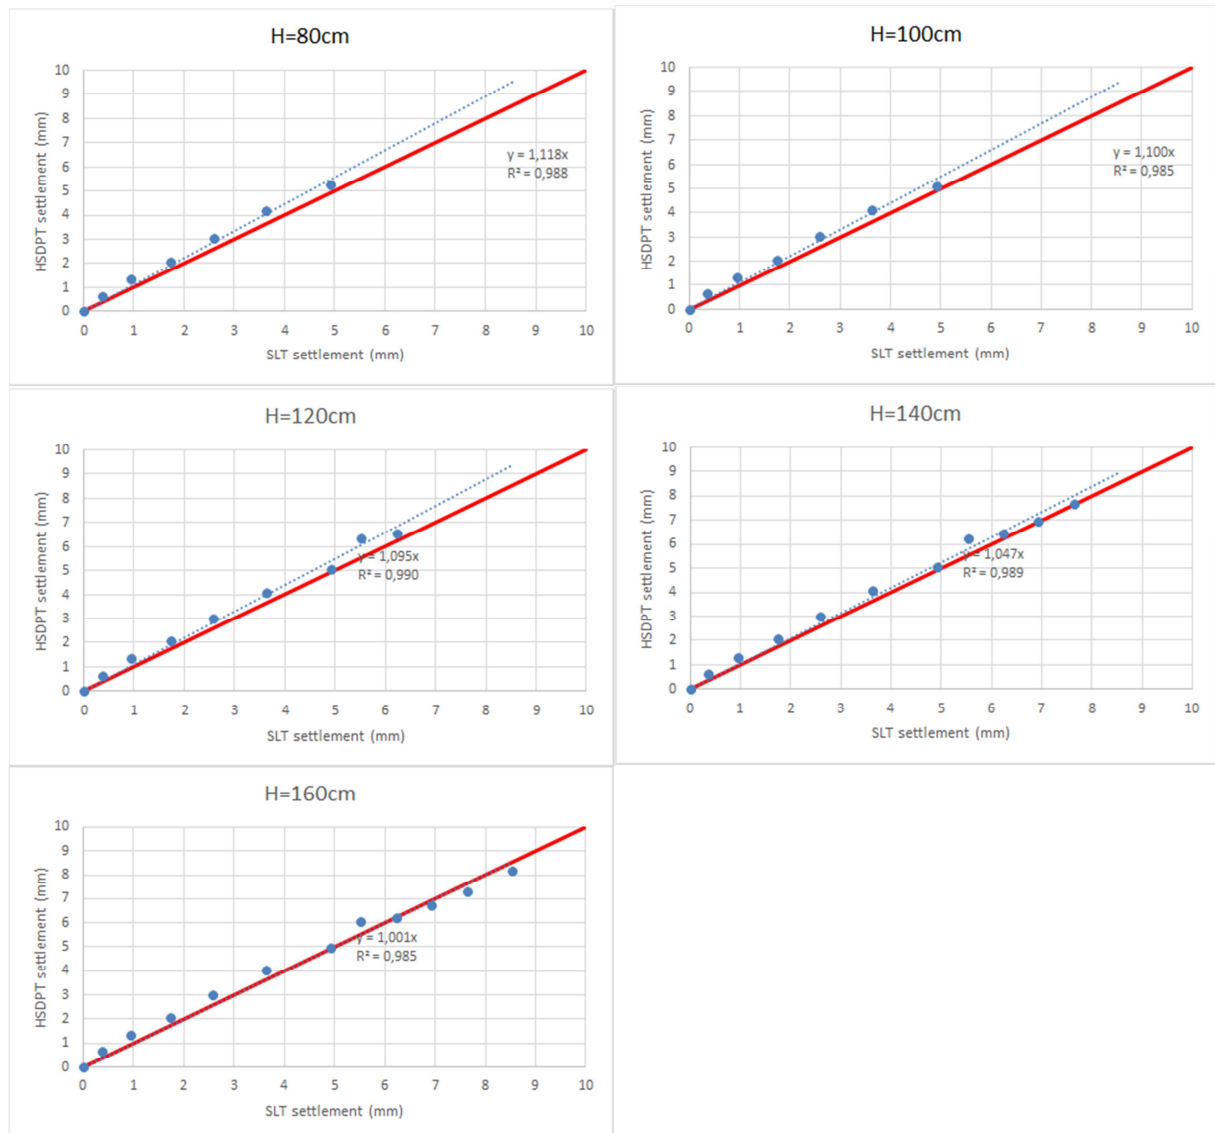 H=80cm
10
9
8
7
6
5
4
3
2
1
0
HSDPT settlement (mm)
y = 1,118x
R² = 0,988
0 1 2 3 4 5 6 7 8 9 10
SLT settlement (mm)
H=100cm
10
9
8
7
6
5
4
3
2
1
0
HSDPT settlement (mm)
y = 1,100x
R² = 0,985
0 1 2 3 4 5 6 7 8 9 10
SLT settlement (mm)
H=120cm
10
9
8
7
6
5
4
3
2
1
0
HSDPT settlement (mm)
y = 1,095x
R² = 0,990
0 1 2 3 4 5 6 7 8 9 10
SLT settlement (mm)
H=140cm
10
9
8
7
6
5
4
3
2
1
0
HSDPT settlement (mm)
y = 1,047x
R² = 0,989
0 1 2 3 4 5 6 7 8 9 10
SLT settlement (mm)
H=160cm
10
9
8
7
6
5
4
3
2
1
0
HSDPT settlement (mm)
y = 1,001x
R² = 0,985
0 1 2 3 4 5 6 7 8 9 10
SLT settlement (mm)